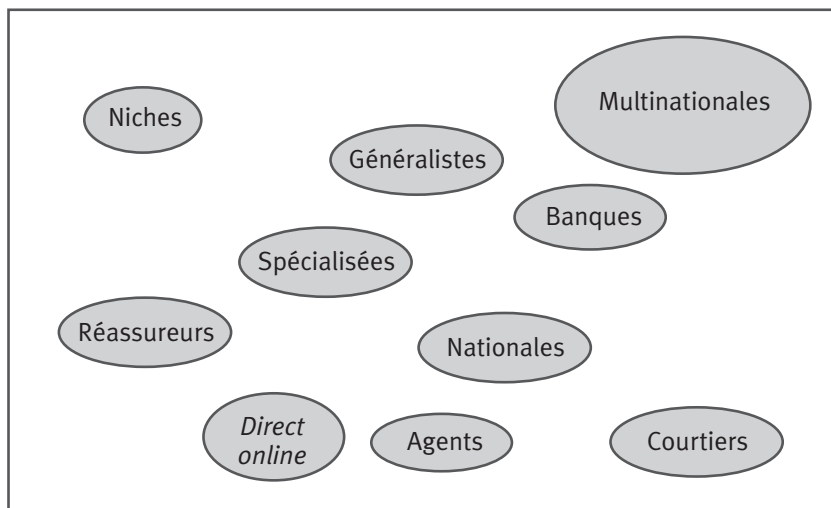 Multinationales
Niches
Généralistes
Banques
Spécialisées
Réassureurs
Nationales
Direct
online
Agents
Courtiers